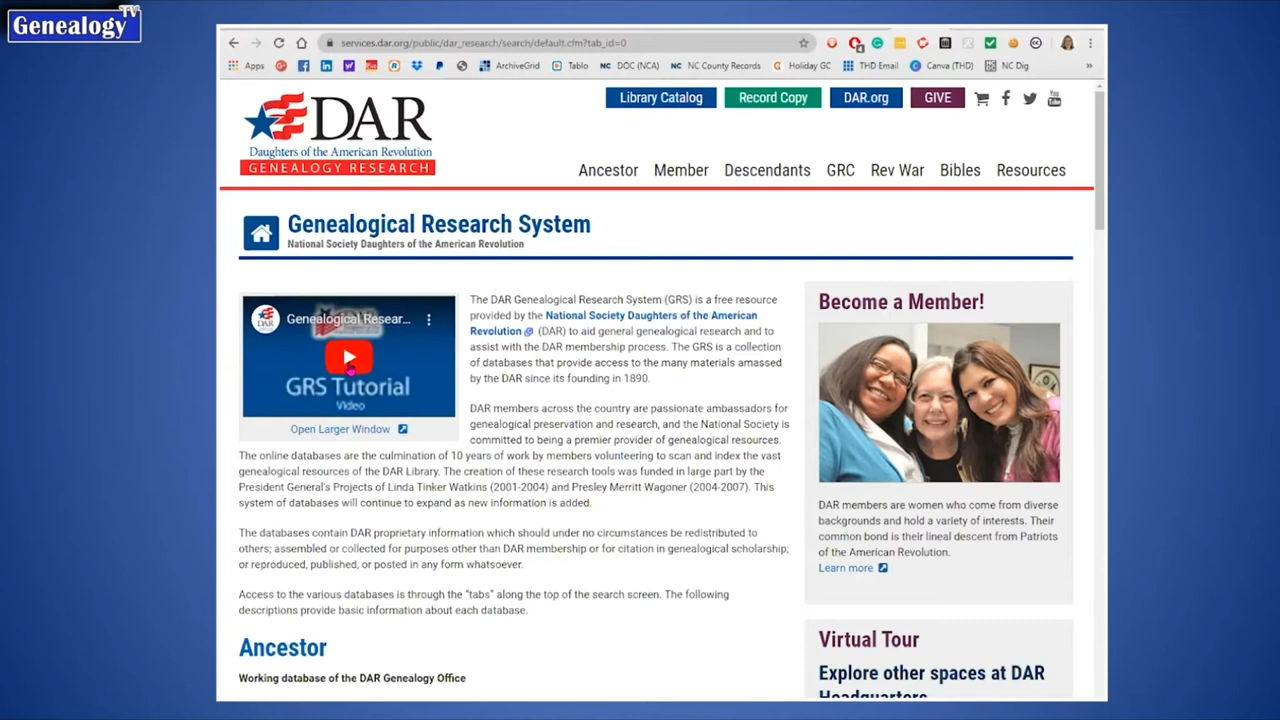 Genealogy TV
services.dar.org/public/dar_research/search/default.cfm?tab_id=0
Apps ArchiveGrid Tablo NC DOC (NCA) NC NC County Records Holiday GC THD Email Canva (THD) NC Dig »
DAR
Daughters of the American Revolution
GENEALOGY RESEARCH
Library Catalog Record Copy DAR.org GIVE You Tube
Ancestor Member Descendants GRC Rev War Bibles Resources
Genealogical Research System
National Society Daughters of the American Revolution
DAR Genealogical Resear...
GRS Tutorial
Video
Open Larger Window
The DAR Genealogical Research System (GRS) is a free resource
provided by the National Society Daughters of the American
Revolution (DAR) to aid general genealogical research and to
assist with the DAR membership process. The GRS is a collection
of databases that provide access to the many materials amassed
by the DAR since its founding in 1890.
DAR members across the country are passionate ambassadors for
genealogical preservation and research, and the National Society is
committed to being a premier provider of genealogical resources.
The online databases are the culmination of 10 years of work by members volunteering to scan and index the vast
genealogical resources of the DAR Library. The creation of these research tools was funded in large part by the
President General's Projects of Linda Tinker Watkins (2001-2004) and Presley Merritt Wagoner (2004-2007). This
system of databases will continue to expand as new information is added.
The databases contain DAR proprietary information which should under no circumstances be redistributed to
others; assembled or collected for purposes other than DAR membership or for citation in genealogical scholarship;
or reproduced, published, or posted in any form whatsoever.
Access to the various databases is through the "tabs" along the top of the search screen. The following
descriptions provide basic information about each database.
Ancestor
Working database of the DAR Genealogy Office
Become a Member!
DAR members are women who come from diverse
backgrounds and hold a variety of interests. Their
common bond is their lineal descent from Patriots
of the American Revolution.
Learn more
Virtual Tour
Explore other spaces at DAR
Headquarters